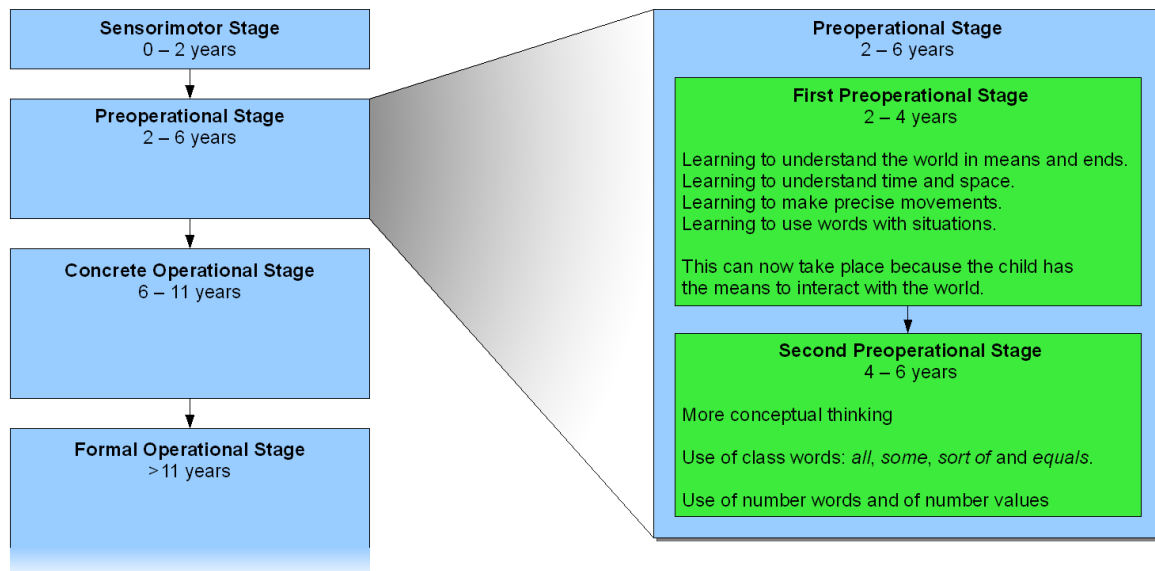 Sensorimotor Stage
0 – 2 years
Preoperational Stage
2 – 6 years
Concrete Operational Stage
6 – 11 years
Formal Operational Stage
>11 years
Preoperational Stage
2 – 6 years
First Preoperational Stage
2 – 4 years
Learning to understand the world in means and ends.
Learning to understand time and space.
Learning to make precise movements.
Learning to use words with situations.
This can now take place because the child has
the means to interact with the world.
Second Preoperational Stage
4 – 6 years
More conceptual thinking
Use of class words: all, some, sort of and equals.
Use of number words and of number values